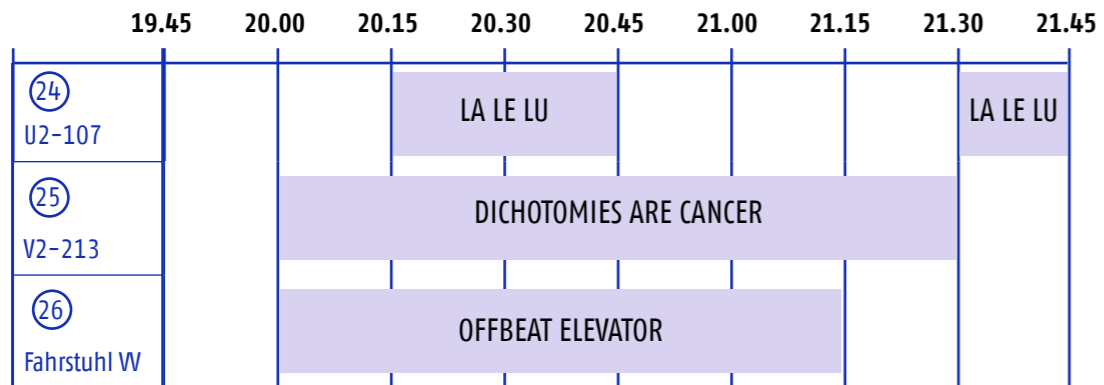 19.45 20.00 20.15 20.30 20.45 21.00 21.15 21.30 21.45
24
U2-107
LA LE LU
LA LE LU
25
V2-213
DICHOTOMIES ARE CANCER
26
Fahrstuhl VV
OFFBEAT ELEVATOR